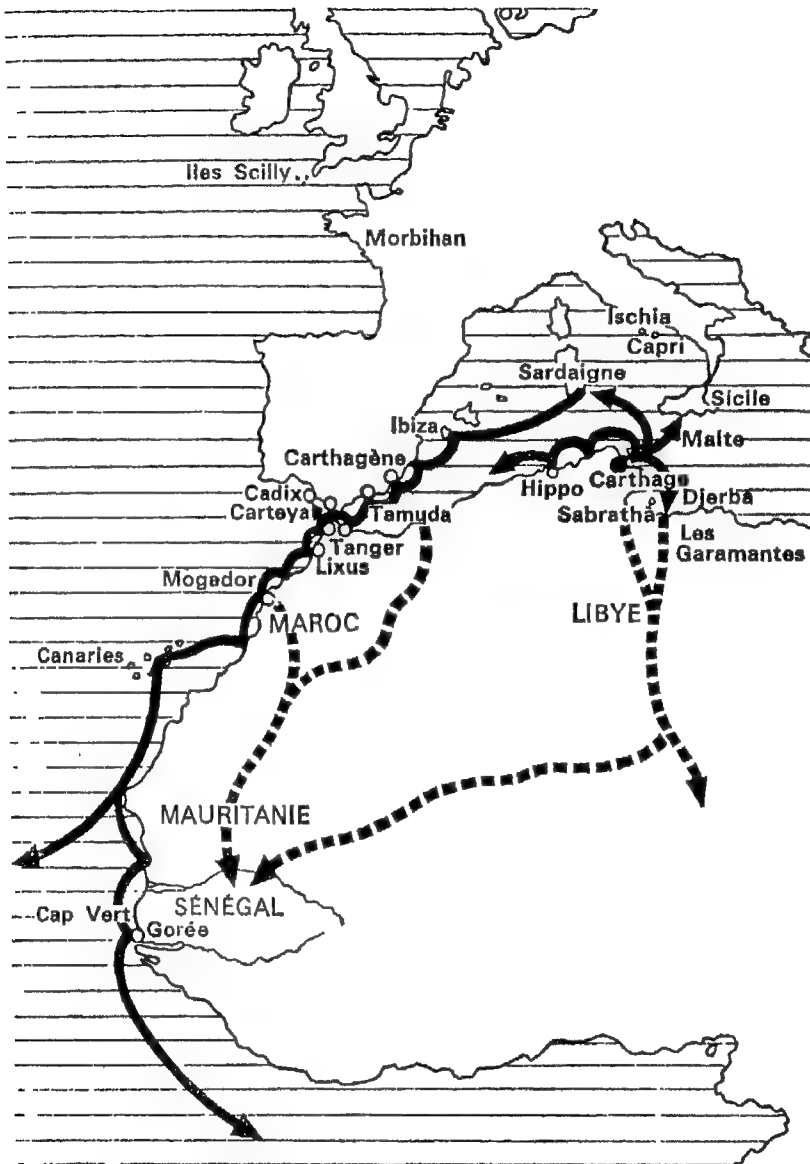 Iles Scilly
Morbihan
Ischia
Capri
Sardaigne
Sicile
Ibiza
Malte
Carthagène
Hippo
Carthage
Cadix
Djerba
Carteya
Tamuda
Sabratha
Tanger
Les
Garamantes
Lixus
Mogador
LIBYE
MAROC
Canaries
MAURITANIE
SÉNÉGAL
Cap Vert
Gorée